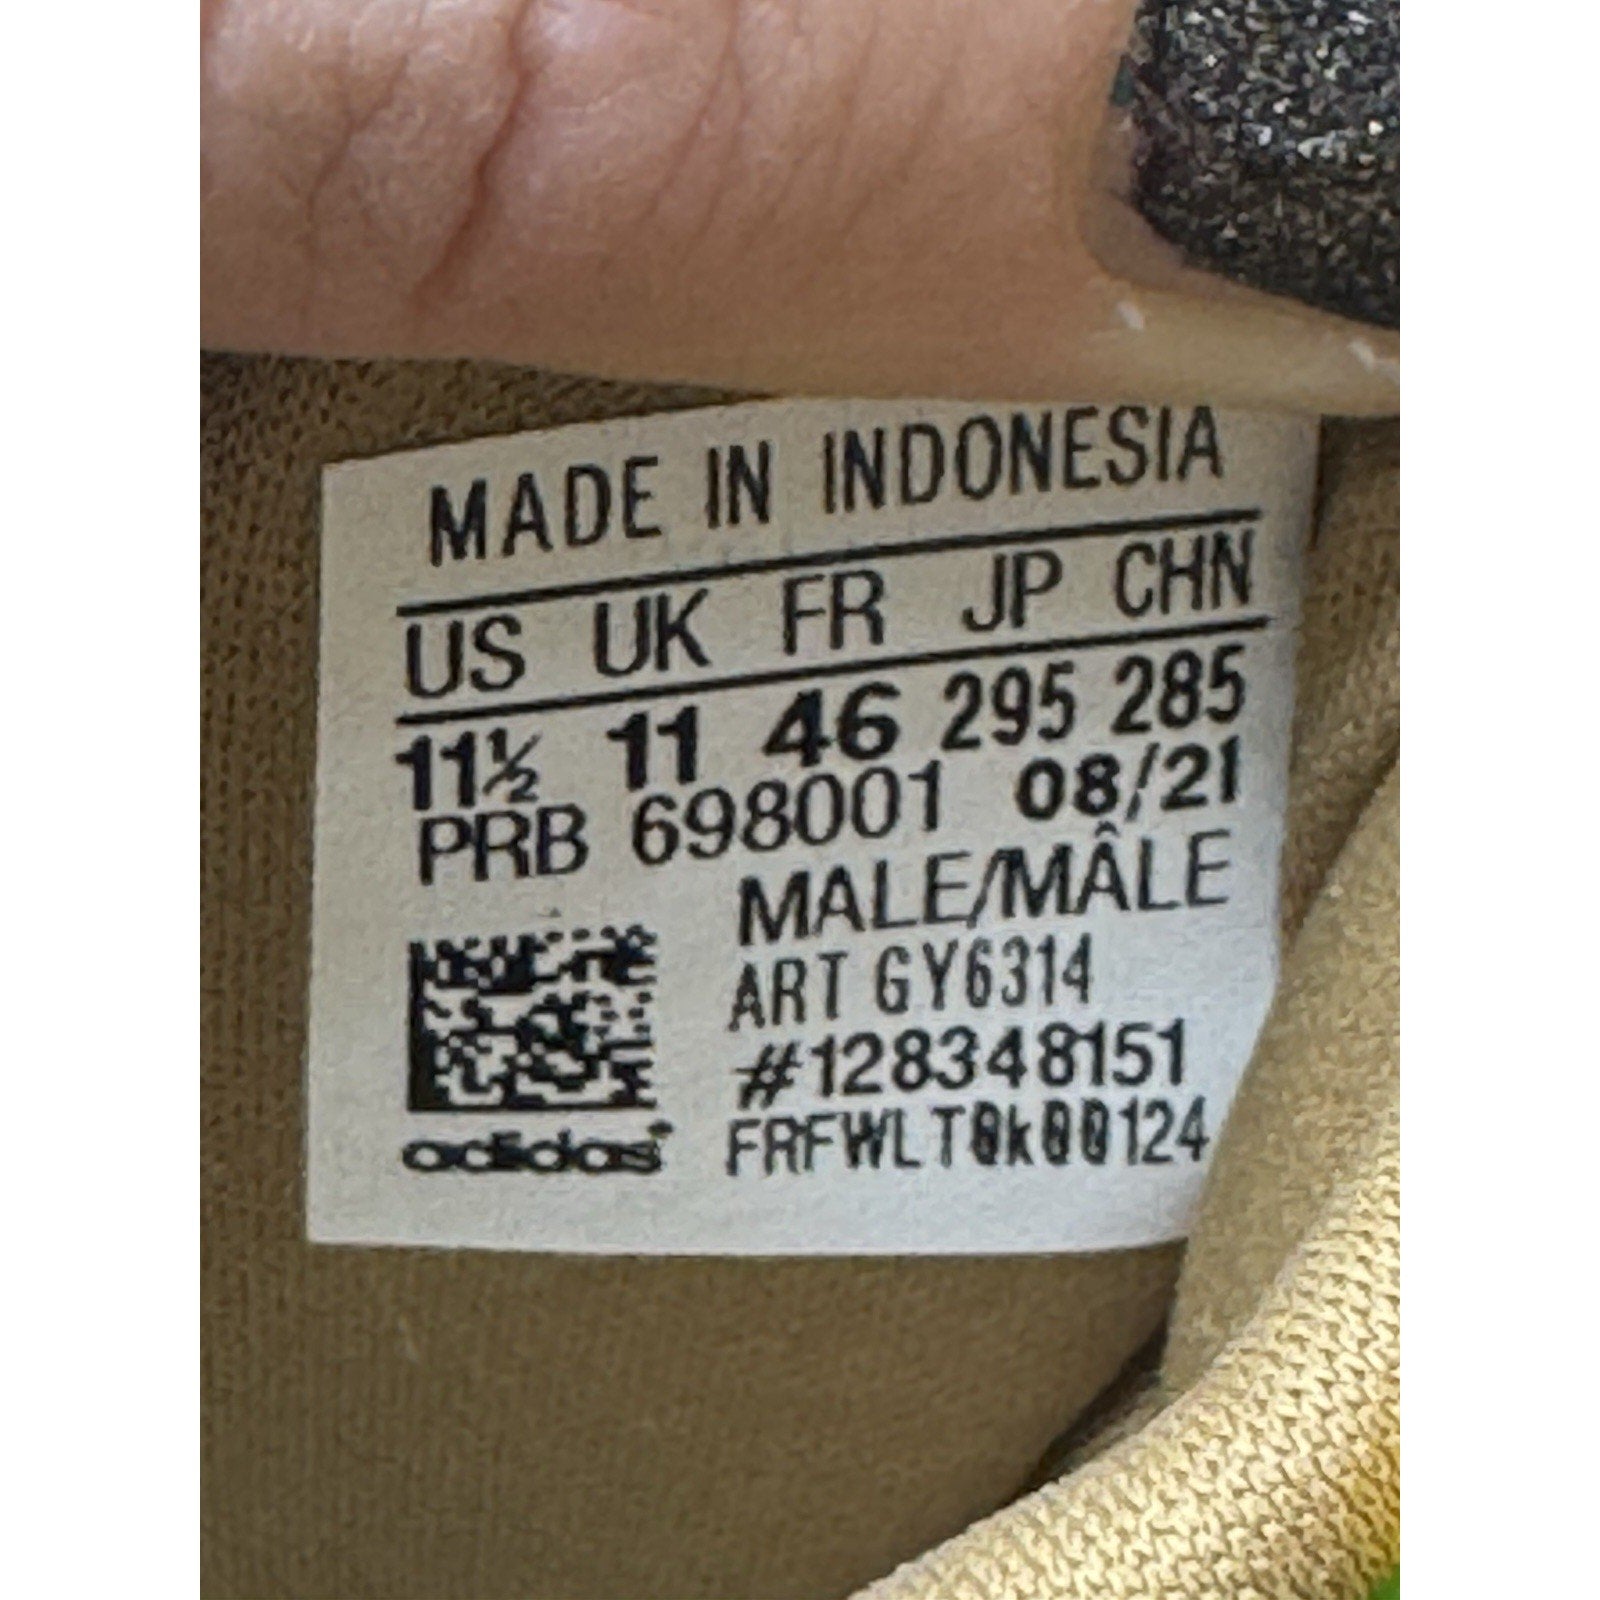 MADE IN INDONESIA
US UK FR JP CHN
11½ 11 46 295 285
PRB 698001 08/21
MALE/MÂLE
ART GY6314
#128348151
FRFWLT0k00124
adidas